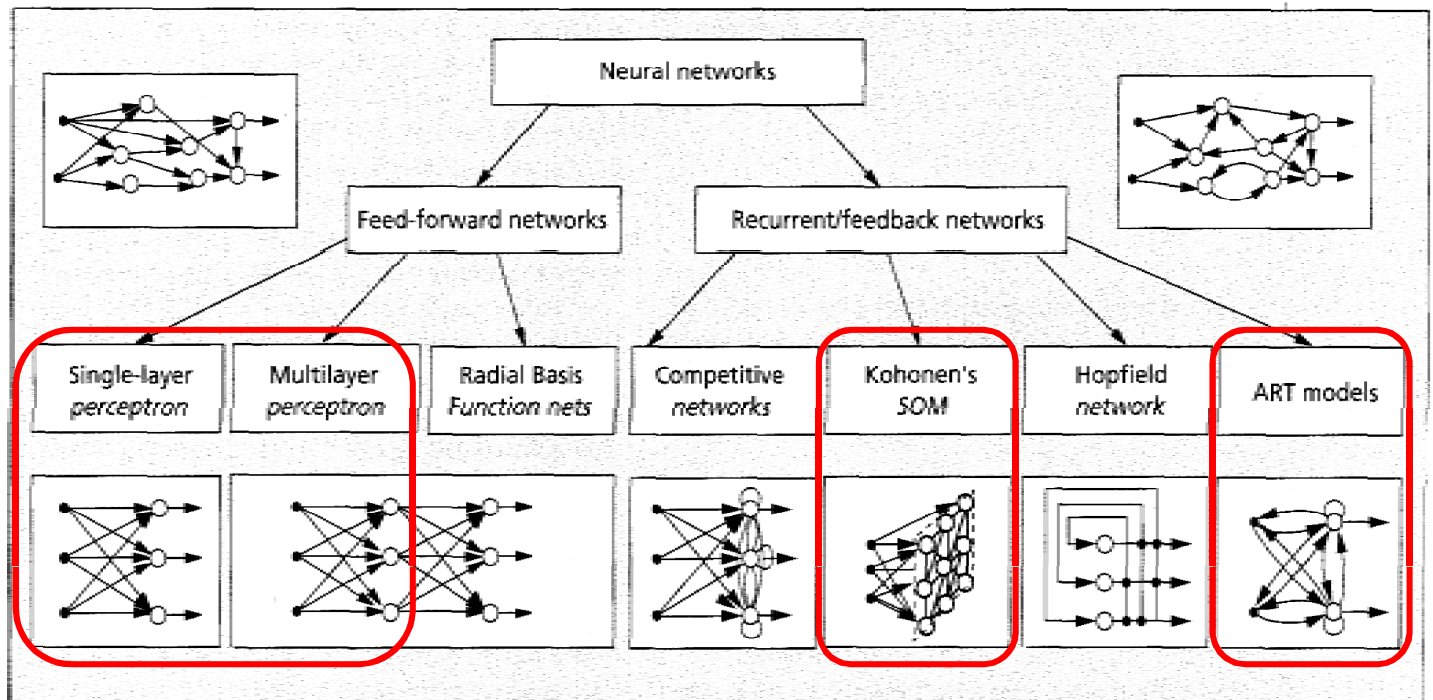 Neural networks
Feed-forward networks
Recurrent/feedback networks
Single-layer
perceptron
Multilayer
perceptron
Radial Basis
Function nets
Competitive
networks
Kohonen's
SOM
Hopfield
network
ART models